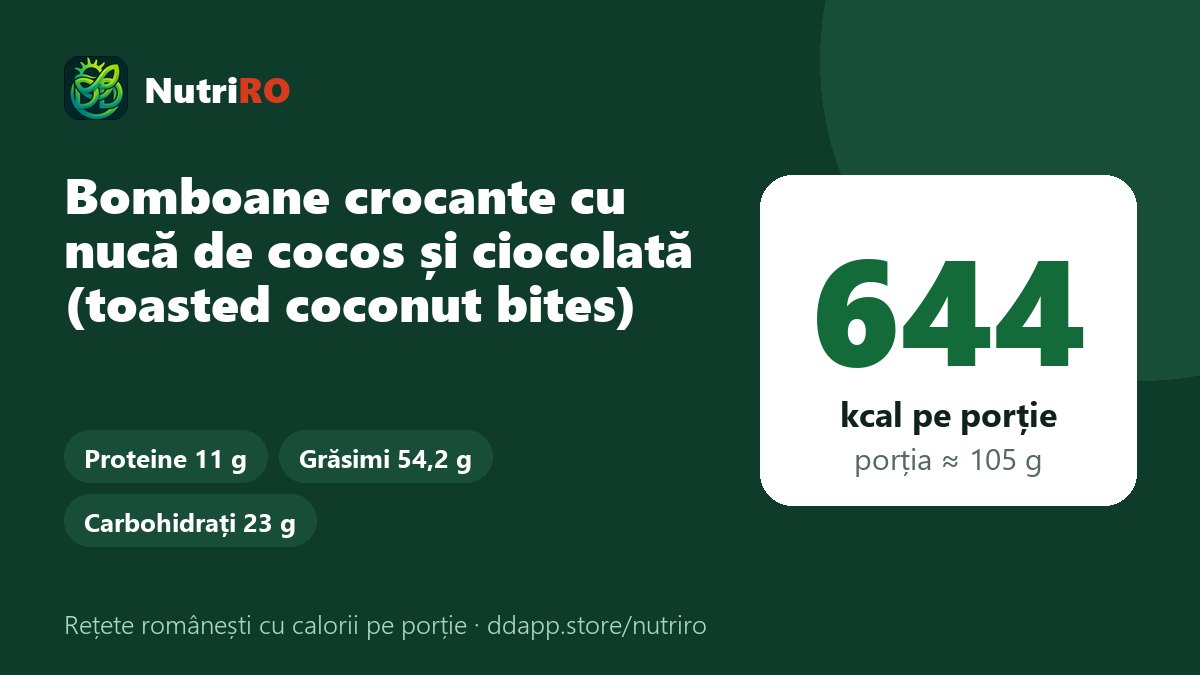 NutriRO
Bomboane crocante cu
nucă de cocos și ciocolată
(toasted coconut bites)
644
kcal pe porție
porția ≈ 105 g
Proteine 11 g
Grăsimi 54,2 g
Carbohidrați 23 g
Rețete românești cu calorii pe porție · ddapp.store/nutriro